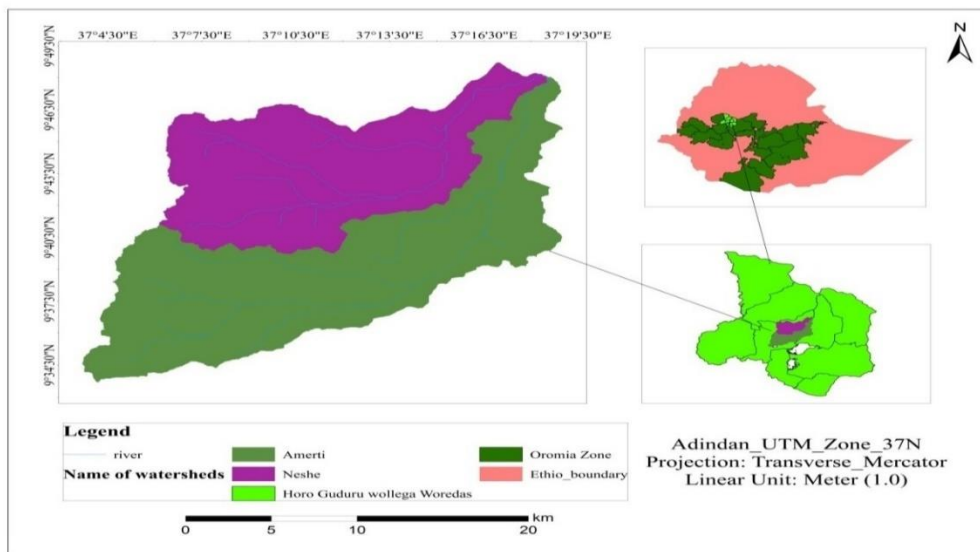 37°4'30"E 37°7'30"E 37°10'30"E 37°13'30"E 37°16'30"E 37°19'30"E
9°49'30"N
9°46'30"N
9°43'30"N
9°40'30"N
9°37'30"N
9°34'30"N
N
Legend
river
Name of watersheds
Amerti
Neshe
Horo Guduru wollega Woredas
Oromia Zone
Ethio_boundary
Adindan_UTM_Zone_37N
Projection: Transverse_Mercator
Linear Unit: Meter (1.0)
km
0 5 10 20